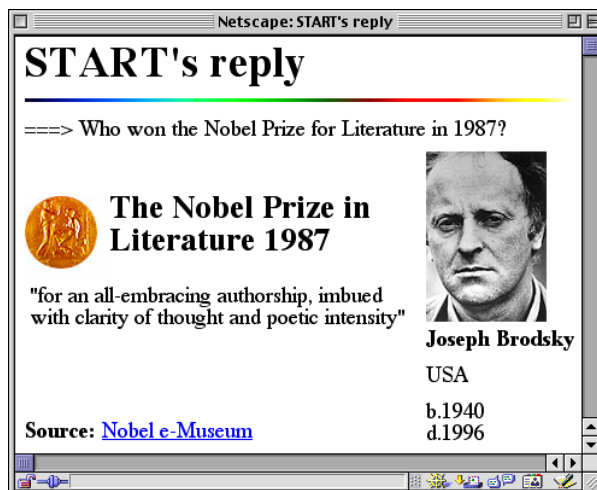 Netscape: START's reply
START's reply
===> Who won the Nobel Prize for Literature in 1987?
The Nobel Prize in
Literature 1987
"for an all-embracing authorship, imbued
with clarity of thought and poetic intensity"
Joseph Brodsky
USA
b.1940
d.1996
Source: Nobel e-Museum